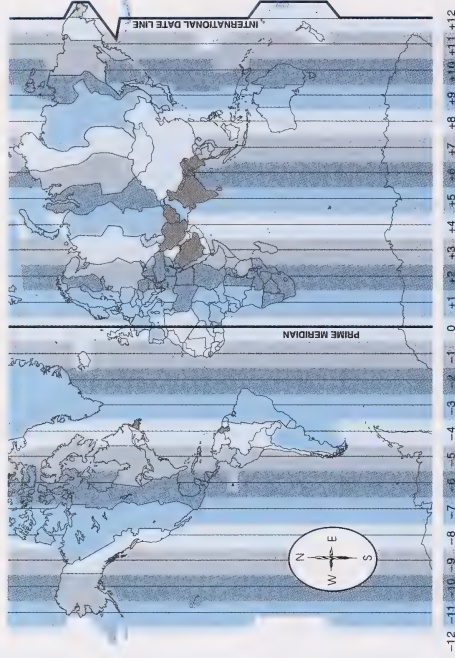 INTERNATIONAL DATE LINE
PRIME MERIDIAN
N
W E
S
-12 -11 -10 -9 -8 -7 -6 -5 -4 -3 -2 -1 0 +1 +2 +3 +4 +5 +6 +7 +8 +9 +10 +11 +12